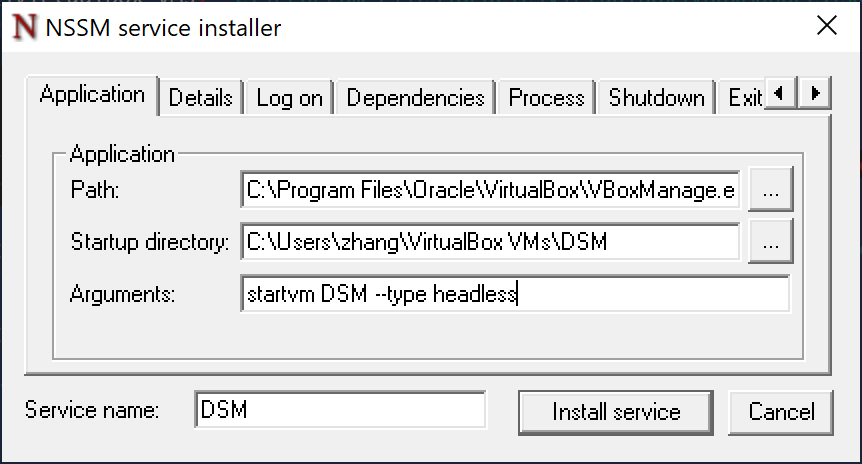 N NSSM service installer
Application Details Log on Dependencies Process Shutdown Exit
Application
Path: C:\Program Files\Oracle\VirtualBox\VBoxManage.e ...
Startup directory: C:\Users\zhang\VirtualBox VMs\DSM ...
Arguments: startvm DSM --type headless
Service name: DSM Install service Cancel